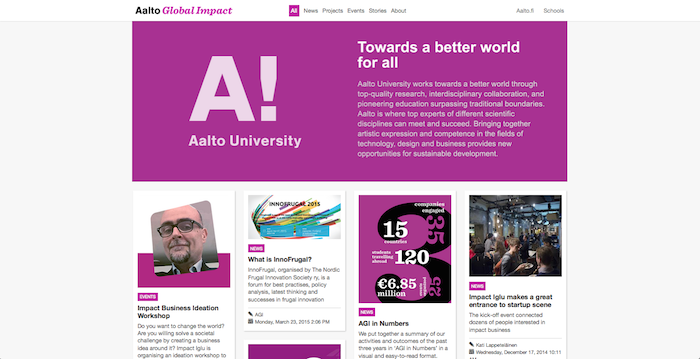 Aalto Global Impact
All News Projects Events Stories About
Aalto.fi Schools
A!
Aalto University
Towards a better world
for all
Aalto University works towards a better world through
top-quality research, interdisciplinary collaboration, and
pioneering education surpassing traditional boundaries.
Aalto is where top experts of different scientific
disciplines can meet and succeed. Bringing together
artistic expression and competence in the fields of
technology, design and business provides new
opportunities for sustainable development.
EVENTS
Impact Business Ideation
Workshop
Do you want to change the world?
Are you willing solve a societal
challenge by creating a business
idea around it? Impact Iglu is
organising an ideation workshop to
INNOFRUGAL 2015
NEWS
What is InnoFrugal?
InnoFrugal, organised by The Nordic
Frugal Innovation Society ry, is a
forum for best practises, policy
analysis, latest thinking and
successes in frugal innovation
AGI
Monday, March 23, 2015 2:06 PM
companies
engaged
35
15
countries
students
travelling
abroad
120
€6.85
million
25
NEWS
AGI in Numbers
We put together a summary of our
activities and outcomes of the past
three years in 'AGI in Numbers' in a
visual and easy-to-read format.
NEWS
Impact Iglu makes a great
entrance to startup scene
The kick-off event connected
dozens of people interested in
impact business
Kati Lappeteläinen
Wednesday, December 17, 2014 10:11